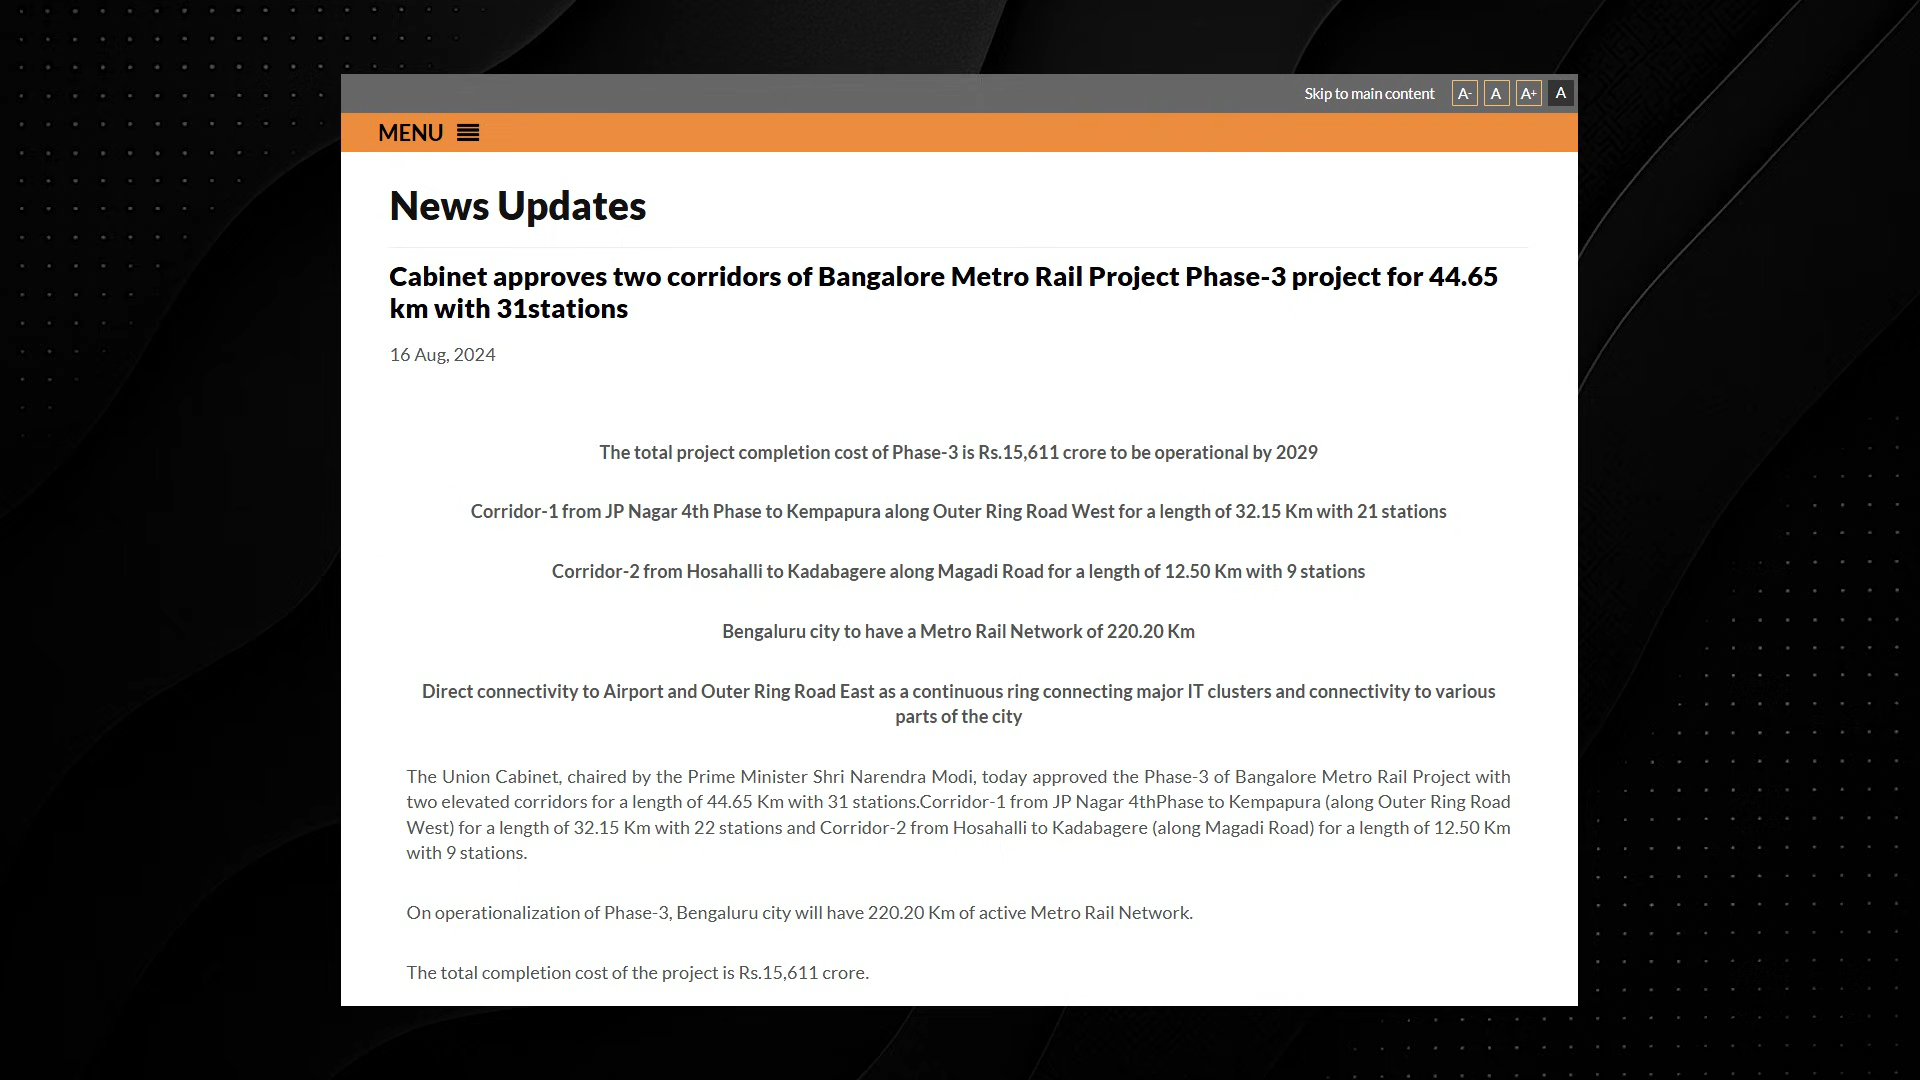 Skip to main content A- A A+ A
MENU
News Updates
Cabinet approves two corridors of Bangalore Metro Rail Project Phase-3 project for 44.65
km with 31stations
16 Aug, 2024
The total project completion cost of Phase-3 is Rs.15,611 crore to be operational by 2029
Corridor-1 from JP Nagar 4th Phase to Kempapura along Outer Ring Road West for a length of 32.15 Km with 21 stations
Corridor-2 from Hosahalli to Kadabagere along Magadi Road for a length of 12.50 Km with 9 stations
Bengaluru city to have a Metro Rail Network of 220.20 Km
Direct connectivity to Airport and Outer Ring Road East as a continuous ring connecting major IT clusters and connectivity to various
parts of the city
The Union Cabinet, chaired by the Prime Minister Shri Narendra Modi, today approved the Phase-3 of Bangalore Metro Rail Project with
two elevated corridors for a length of 44.65 Km with 31 stations.Corridor-1 from JP Nagar 4thPhase to Kempapura (along Outer Ring Road
West) for a length of 32.15 Km with 22 stations and Corridor-2 from Hosahalli to Kadabagere (along Magadi Road) for a length of 12.50 Km
with 9 stations.
On operationalization of Phase-3, Bengaluru city will have 220.20 Km of active Metro Rail Network.
The total completion cost of the project is Rs.15,611 crore.